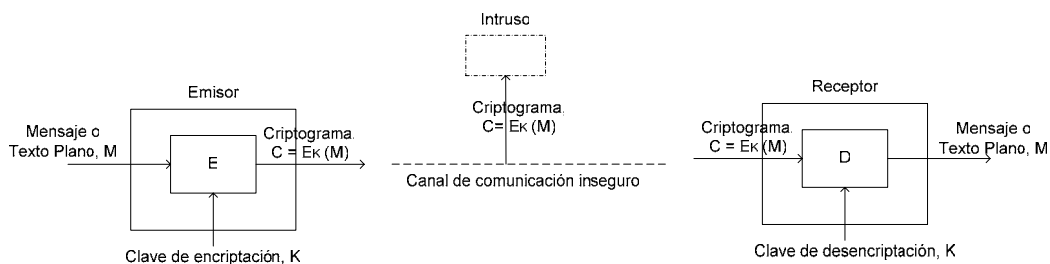 Intruso
Emisor
Receptor
Mensaje o
Texto Plano, M
E
Criptograma.
C = EK (M)
Criptograma.
C= EK (M)
Canal de comunicación inseguro
Criptograma.
C = EK (M)
D
Mensaje o
Texto Plano, M
Clave de encriptación, K
Clave de desencriptación, K